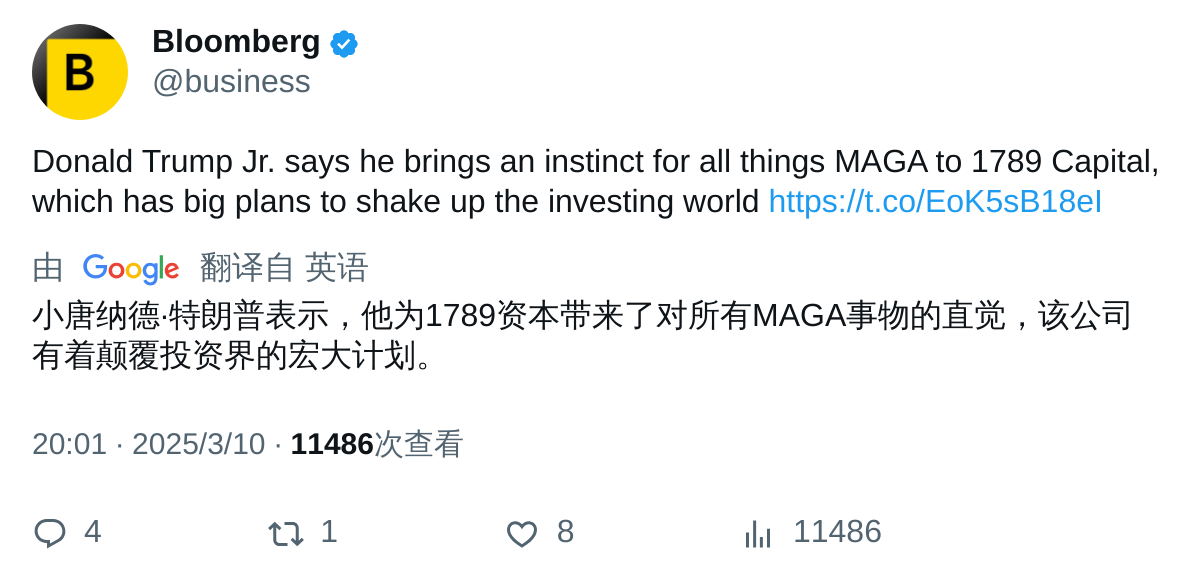 Bloomberg
@business
Donald Trump Jr. says he brings an instinct for all things MAGA to 1789 Capital,
which has big plans to shake up the investing world https://t.co/EoK5sB18eI
由 Google 翻译自 英语
小唐纳德·特朗普表示，他为1789资本带来了对所有MAGA事物的直觉，该公司
有着颠覆投资界的宏大计划。
20:01 · 2025/3/10 · 11486次查看
4 1 8 11486